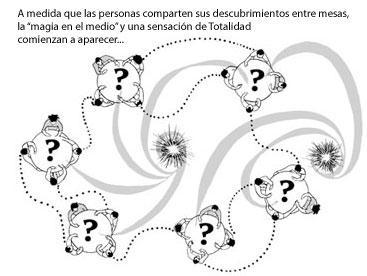 A medida que las personas comparten sus descubrimientos entre mesas,
la “magia en el medio” y una sensación de Totalidad
comienzan a aparecer...
?
?
?
?
?
?
?